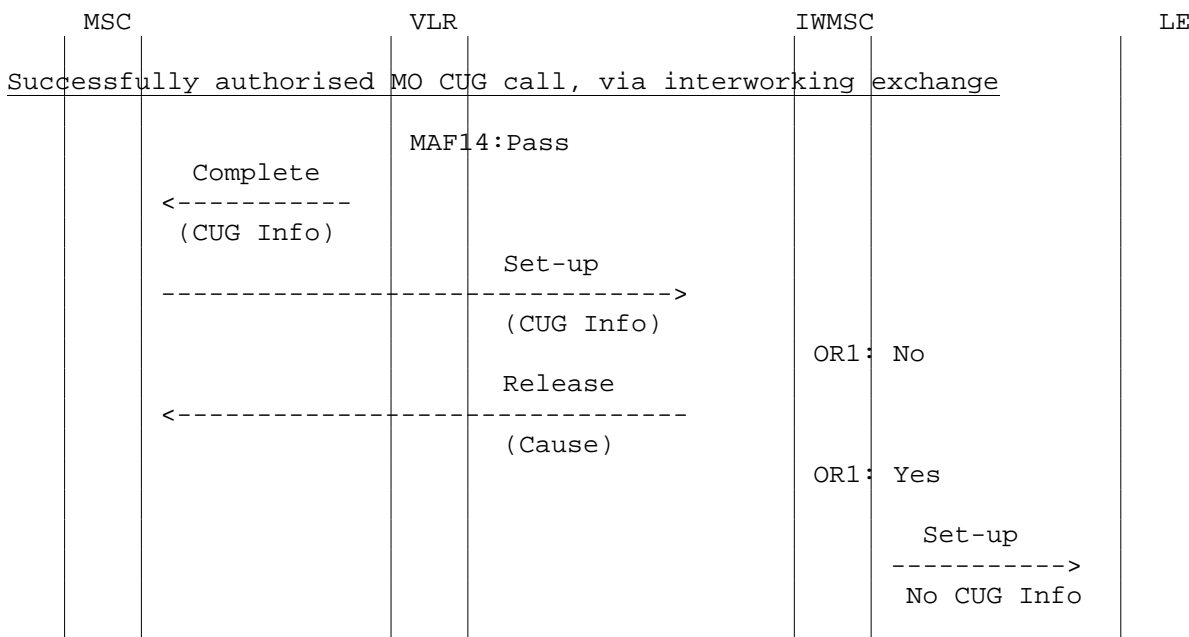 MSC VLR IWMSC LE
Successfully authorised MO CUG call, via interworking exchange
MAF14:Pass
Complete
<-----------
(CUG Info)
Set-up
-------------------------------->
(CUG Info)
OR1: No
Release
<--------------------------------
(Cause)
OR1: Yes
Set-up
----------->
No CUG Info